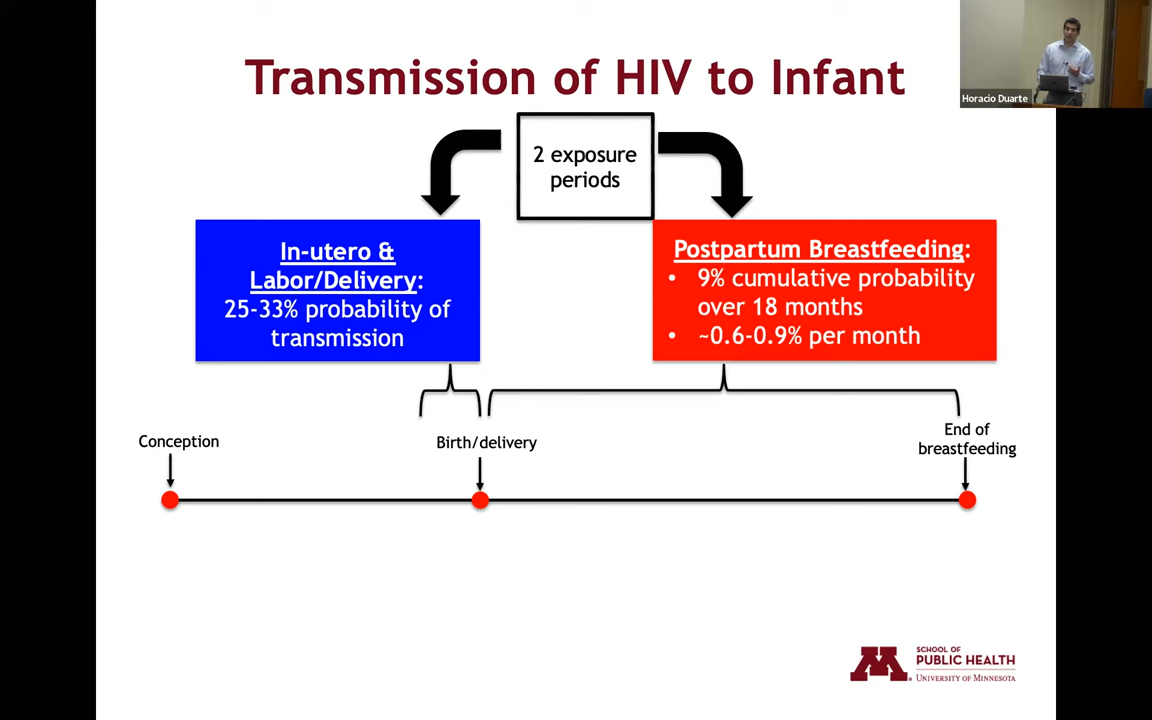 Transmission of HIV to Infant
Horacio Duarte
2 exposure
periods
In-utero &
Labor/Delivery:
25-33% probability of
transmission
Postpartum Breastfeeding:
• 9% cumulative probability
over 18 months
• ~0.6-0.9% per month
Conception
Birth/delivery
End of
breastfeeding
SCHOOL OF
PUBLIC HEALTH
UNIVERSITY OF MINNESOTA